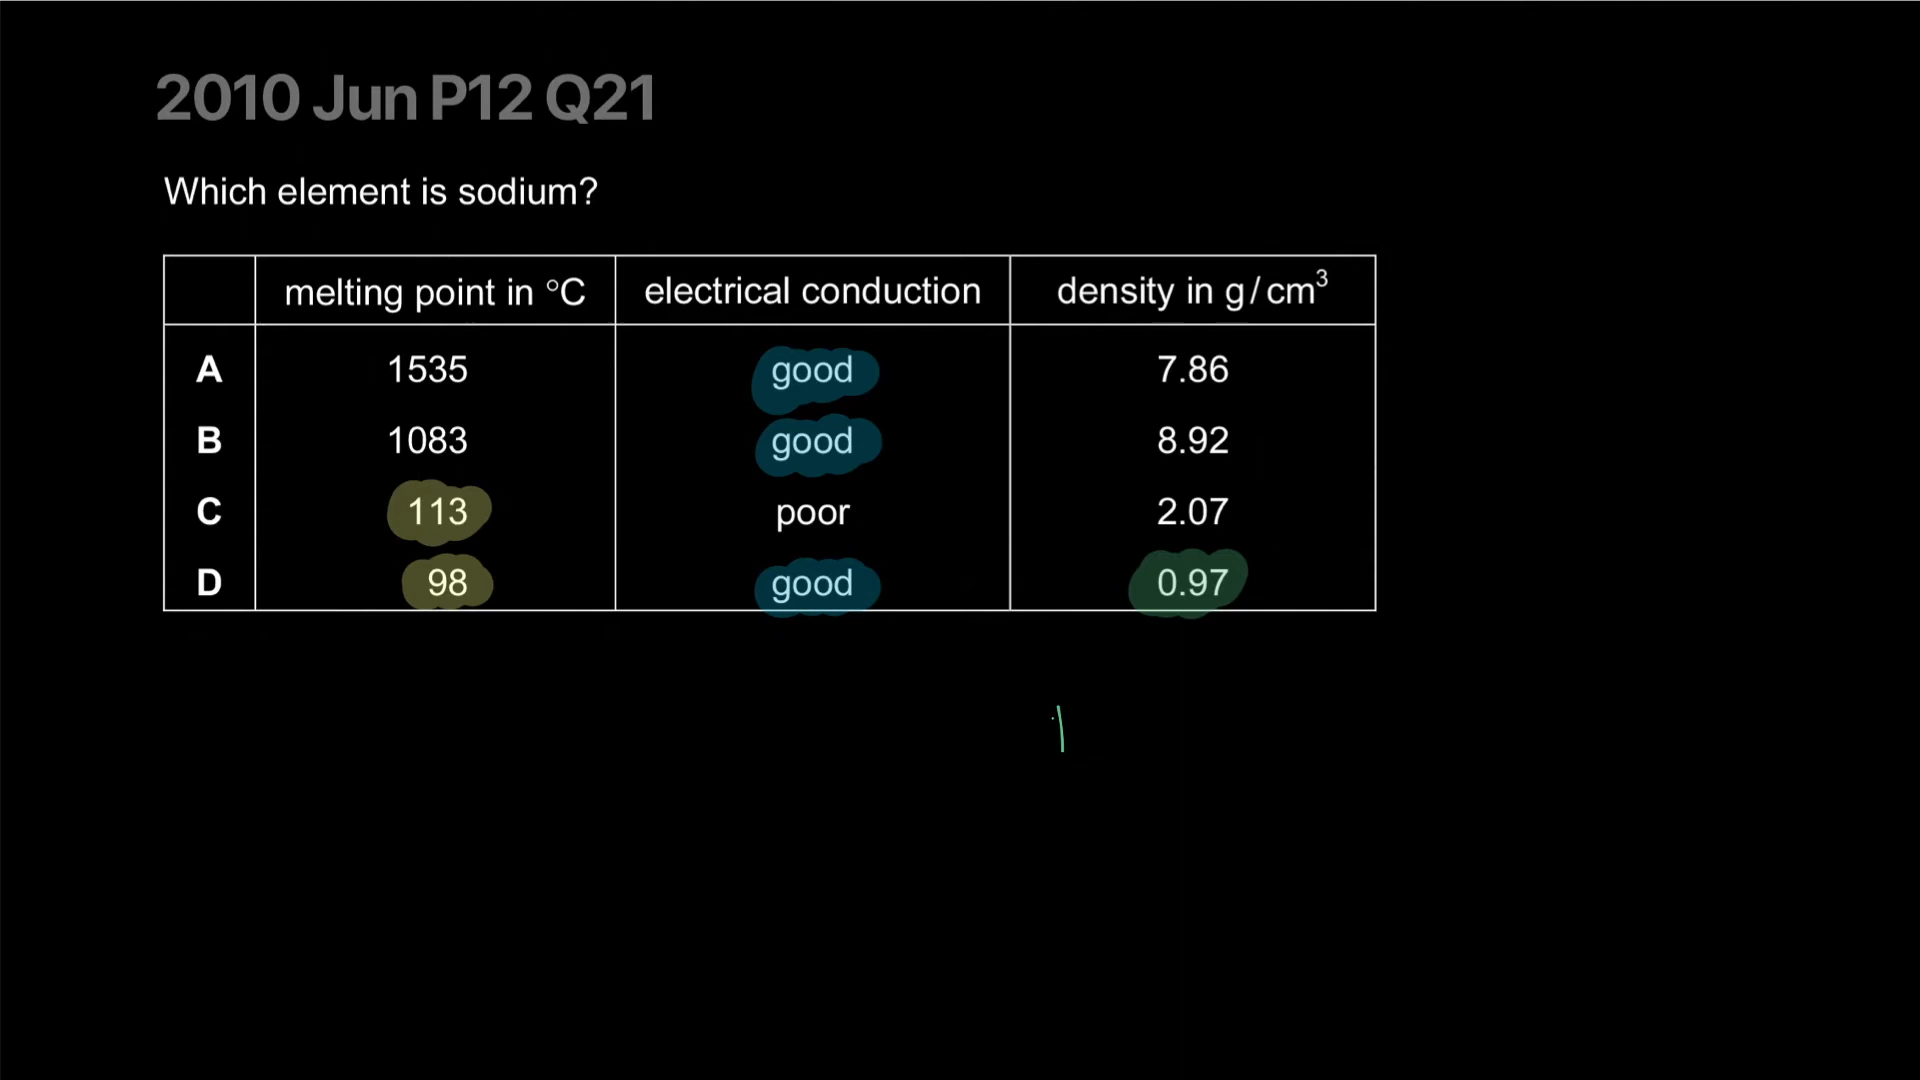 2010 Jun P12 Q21
Which element is sodium?
melting point in °C electrical conduction density in g/cm³
A 1535 good 7.86
B 1083 good 8.92
C 113 poor 2.07
D 98 good 0.97